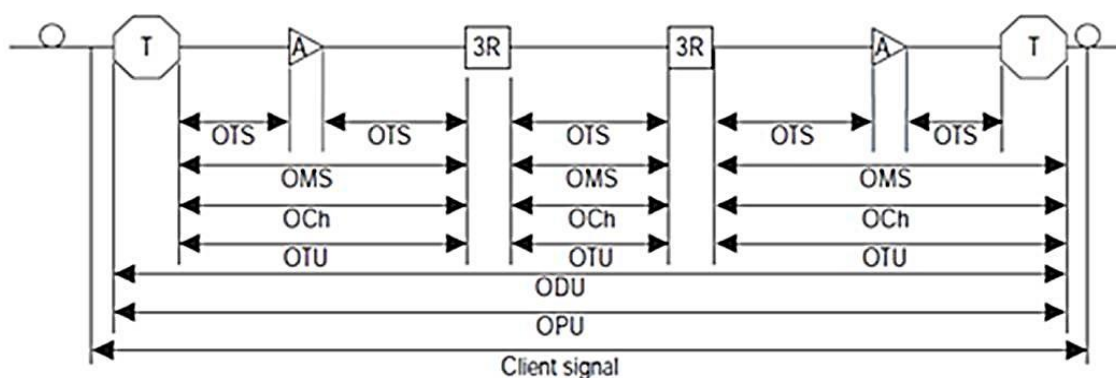 T A 3R 3R A T
OTS OTS OTS OTS OTS
OMS OMS OMS
OCh OCh OCh
OTU OTU OTU
ODU
OPU
Client signal